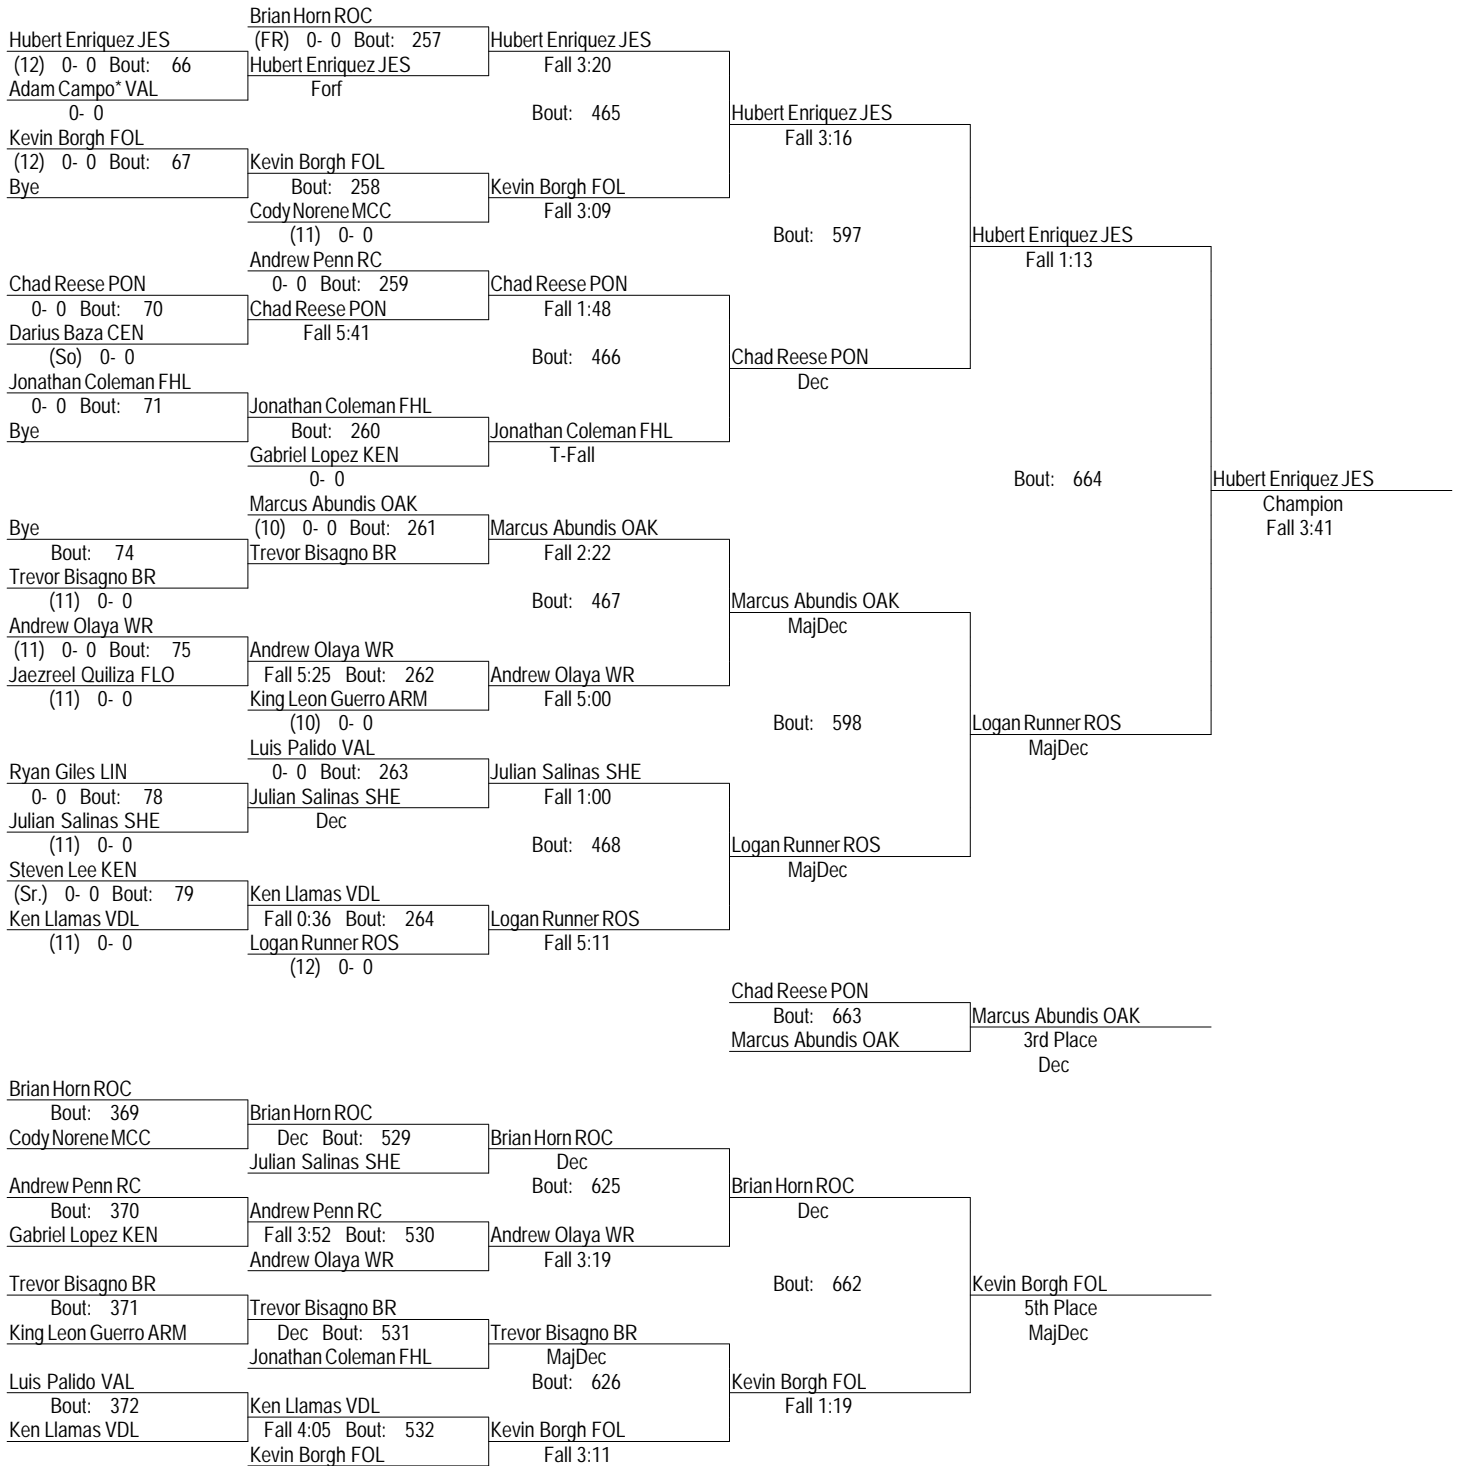 Brian Horn ROC
Hubert Enriquez JES
(FR) 0- 0 Bout: 257
Hubert Enriquez JES
(12) 0- 0 Bout: 66
Hubert Enriquez JES
Fall 3:20
Adam Campo* VAL
Forf
0- 0
Bout: 465
Hubert Enriquez JES
Kevin Borgh FOL
Fall 3:16
(12) 0- 0 Bout: 67
Kevin Borgh FOL
Bye
Bout: 258
Kevin Borgh FOL
Cody Norene MCC
Fall 3:09
(11) 0- 0
Bout: 597
Hubert Enriquez JES
Andrew Penn RC
Fall 1:13
Chad Reese PON
0- 0 Bout: 259
Chad Reese PON
0- 0 Bout: 70
Chad Reese PON
Fall 1:48
Darius Baza CEN
Fall 5:41
(So) 0- 0
Bout: 466
Chad Reese PON
Jonathan Coleman FHL
Dec
0- 0 Bout: 71
Jonathan Coleman FHL
Bye
Bout: 260
Jonathan Coleman FHL
Gabriel Lopez KEN
T-Fall
0- 0
Bout: 664
Hubert Enriquez JES
Marcus Abundis OAK
Champion
Bye
(10) 0- 0 Bout: 261
Marcus Abundis OAK
Fall 3:41
Bout: 74
Trevor Bisagno BR
Fall 2:22
Trevor Bisagno BR
(11) 0- 0
Bout: 467
Marcus Abundis OAK
Andrew Olaya WR
MajDec
(11) 0- 0 Bout: 75
Andrew Olaya WR
Jaezreel Quiliza FLO
Fall 5:25 Bout: 262
Andrew Olaya WR
(11) 0- 0
King Leon Guerro ARM
Fall 5:00
(10) 0- 0
Bout: 598
Logan Runner ROS
Luis Palido VAL
MajDec
Ryan Giles LIN
0- 0 Bout: 263
Julian Salinas SHE
0- 0 Bout: 78
Julian Salinas SHE
Fall 1:00
Julian Salinas SHE
Dec
(11) 0- 0
Bout: 468
Logan Runner ROS
Steven Lee KEN
MajDec
(Sr.) 0- 0 Bout: 79
Ken Llamas VDL
Ken Llamas VDL
Fall 0:36 Bout: 264
Logan Runner ROS
(11) 0- 0
Logan Runner ROS
Fall 5:11
(12) 0- 0
Chad Reese PON
Bout: 663
Marcus Abundis OAK
Marcus Abundis OAK
3rd Place
Dec
Brian Horn ROC
Bout: 369
Brian Horn ROC
Cody Norene MCC
Dec Bout: 529
Brian Horn ROC
Julian Salinas SHE
Dec
Andrew Penn RC
Bout: 625
Brian Horn ROC
Bout: 370
Andrew Penn RC
Dec
Gabriel Lopez KEN
Fall 3:52 Bout: 530
Andrew Olaya WR
Andrew Olaya WR
Fall 3:19
Trevor Bisagno BR
Bout: 662
Kevin Borgh FOL
Bout: 371
Trevor Bisagno BR
5th Place
King Leon Guerro ARM
Dec Bout: 531
Trevor Bisagno BR
MajDec
Jonathan Coleman FHL
MajDec
Luis Palido VAL
Bout: 626
Kevin Borgh FOL
Bout: 372
Ken Llamas VDL
Fall 1:19
Ken Llamas VDL
Fall 4:05 Bout: 532
Kevin Borgh FOL
Kevin Borgh FOL
Fall 3:11